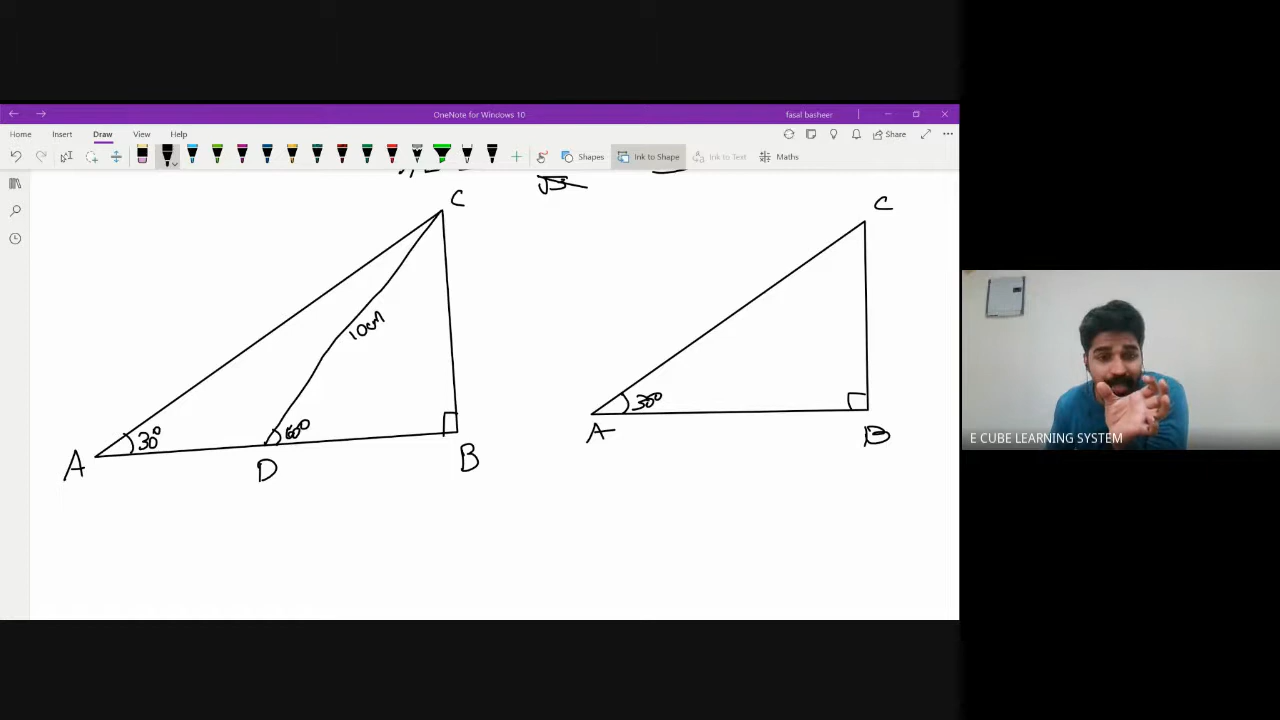 OneNote for Windows 10
fasal basheer
Home Insert Draw View Help
Share
Shapes Ink to Shape Ink to Text Maths
√3
C
C
10cm
30°
60°
A
D
B
30°
A
B
E CUBE LEARNING SYSTEM